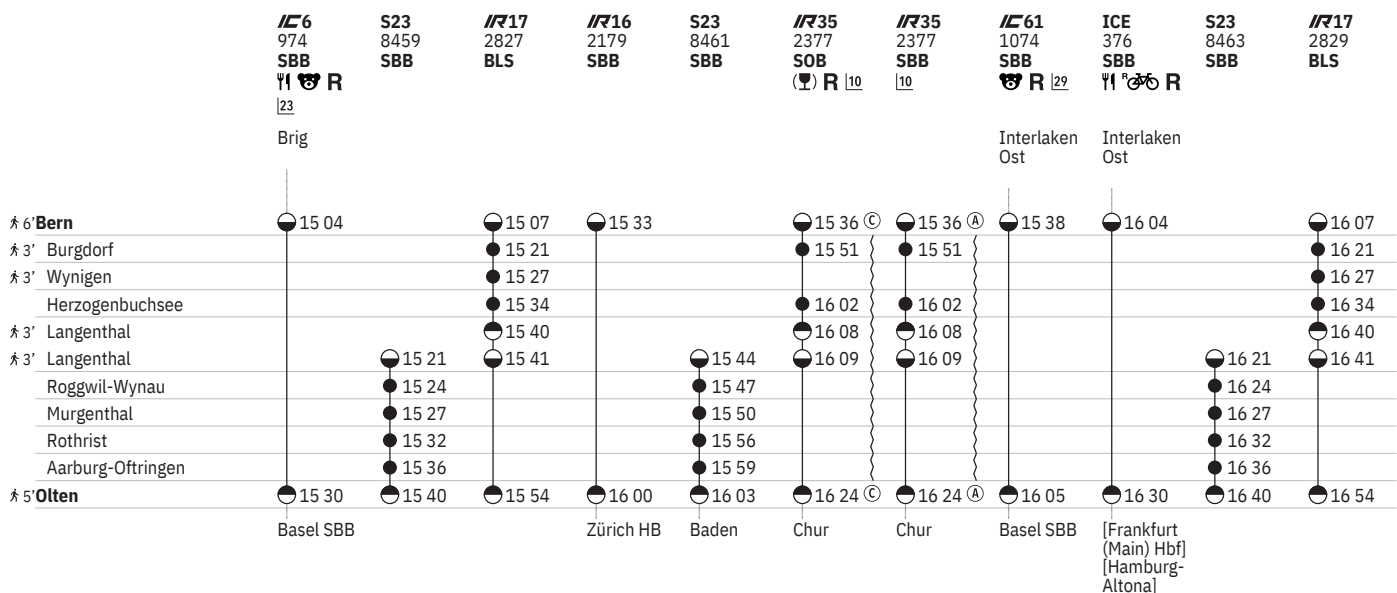 IC6 S23 IR17 IR16 S23 IR35 IR35 IC61 ICE S23 IR17
974 8459 2827 2179 8461 2377 2377 1074 376 8463 2829
SBB SBB BLS SBB SBB SOB SBB SBB SBB SBB BLS
R R 10 10 R 29 R R
23
Brig Interlaken Ost Interlaken Ost
6' Bern 15 04 15 07 15 33 15 36 C 15 36 A 15 38 16 04 16 07
3' Burgdorf 15 21 15 51 15 51 16 21
3' Wynigen 15 27 16 27
Herzogenbuchsee 15 34 16 02 16 02 16 34
3' Langenthal 15 40 16 08 16 08 16 40
3' Langenthal 15 21 15 41 15 44 16 09 16 09 16 21 16 41
Roggwil-Wynau 15 24 15 47 16 24
Murgenthal 15 27 15 50 16 27
Rothrist 15 32 15 56 16 32
Aarburg-Oftringen 15 36 15 59 16 36
5' Olten 15 30 15 40 15 54 16 00 16 03 16 24 C 16 24 A 16 05 16 30 16 40 16 54
Basel SBB Zürich HB Baden Chur Chur Basel SBB [Frankfurt
(Main) Hbf]
[Hamburg-
Altona]